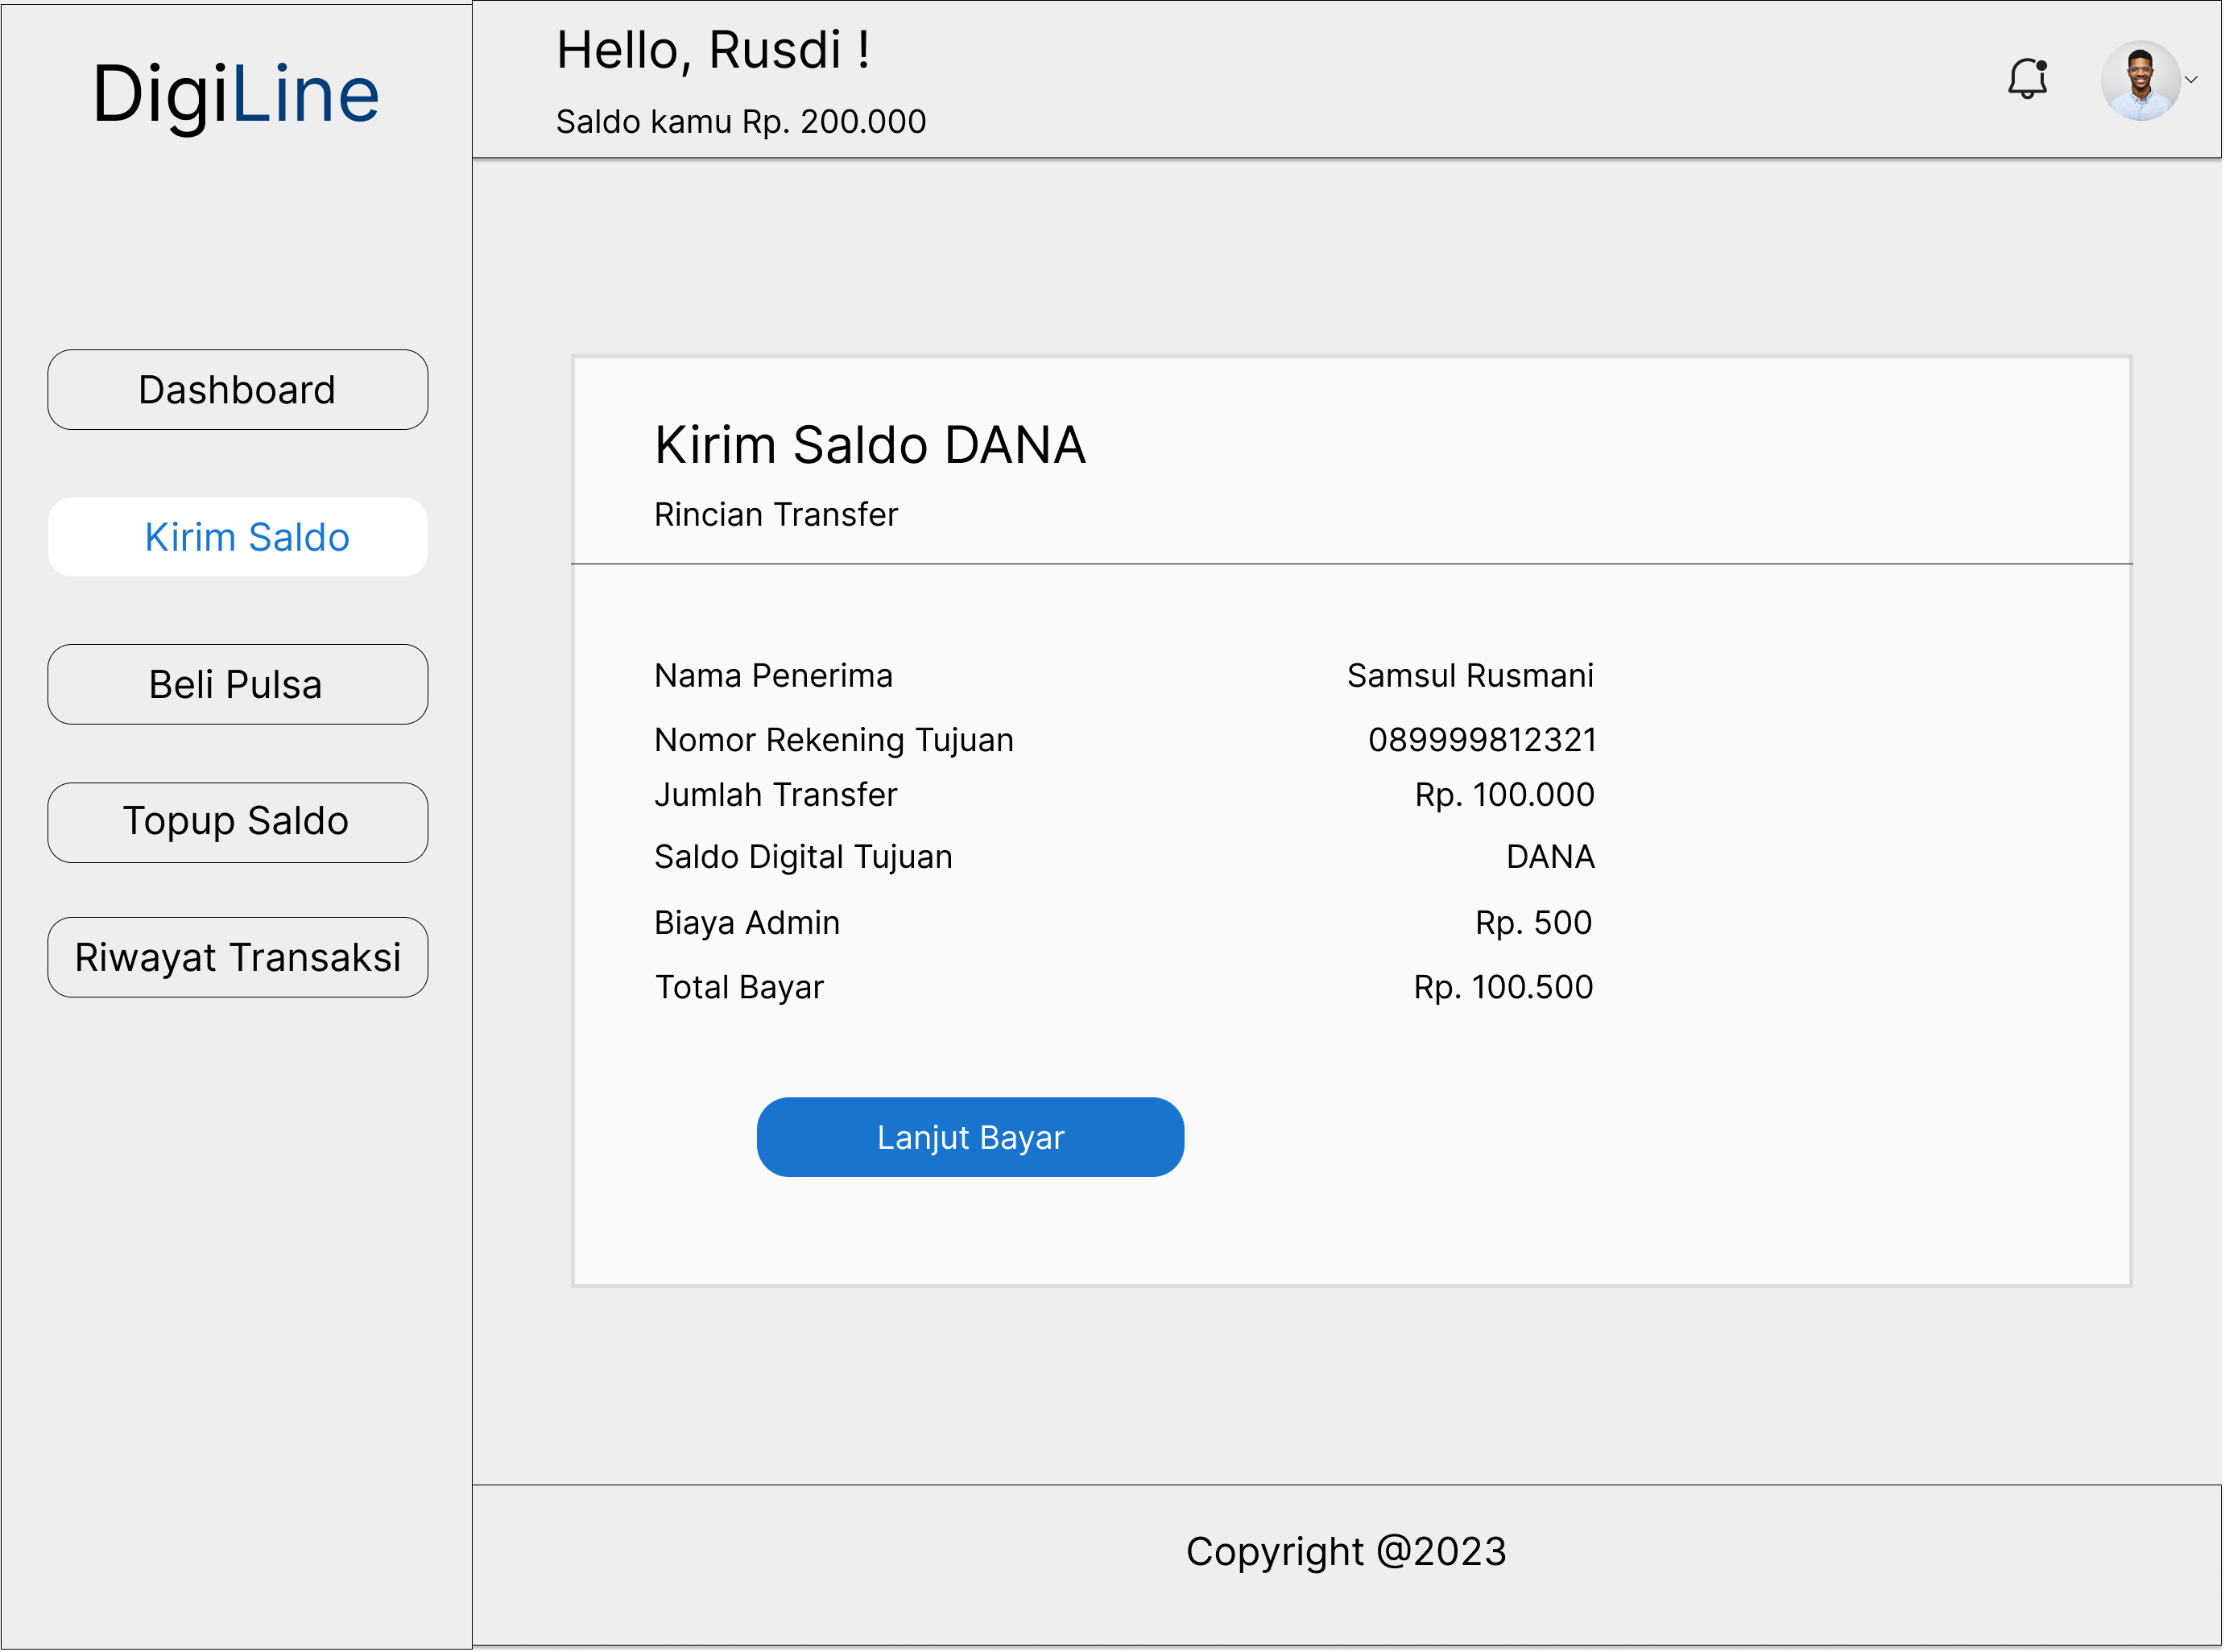 DigiLine
Hello, Rusdi !
Saldo kamu Rp. 200.000
Dashboard
Kirim Saldo
Beli Pulsa
Topup Saldo
Riwayat Transaksi
Kirim Saldo DANA
Rincian Transfer
Nama Penerima Samsul Rusmani
Nomor Rekening Tujuan 089999812321
Jumlah Transfer Rp. 100.000
Saldo Digital Tujuan DANA
Biaya Admin Rp. 500
Total Bayar Rp. 100.500
Lanjut Bayar
Copyright @2023